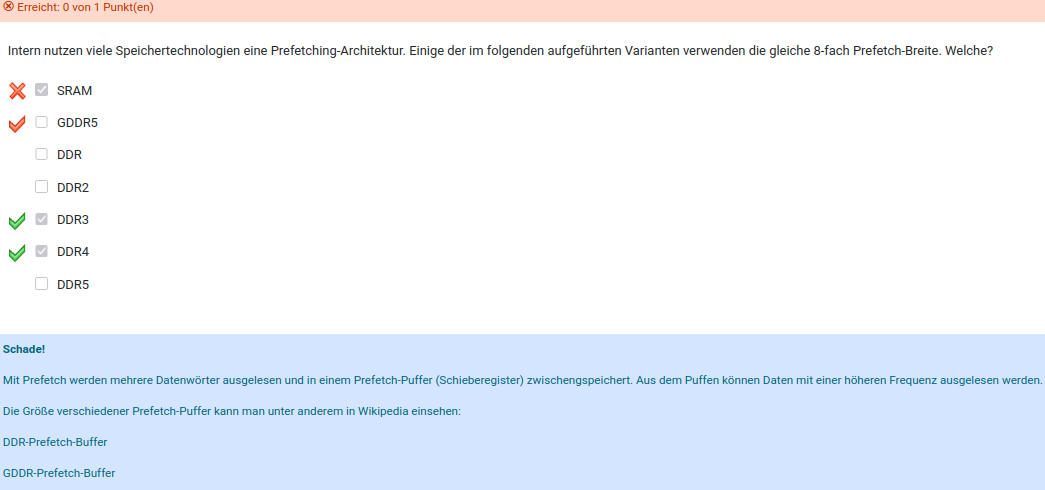 Erreicht: 0 von 1 Punkt(en)
Intern nutzen viele Speichertechnologien eine Prefetching-Architektur. Einige der im folgenden aufgeführten Varianten verwenden die gleiche 8-fach Prefetch-Breite. Welche?
SRAM
GDDR5
DDR
DDR2
DDR3
DDR4
DDR5
Schade!
Mit Prefetch werden mehrere Datenwörter ausgelesen und in einem Prefetch-Puffer (Schieberegister) zwischengspeichert. Aus dem Puffen können Daten mit einer höheren Frequenz ausgelesen werden.
Die Größe verschiedener Prefetch-Puffer kann man unter anderem in Wikipedia einsehen:
DDR-Prefetch-Buffer
GDDR-Prefetch-Buffer